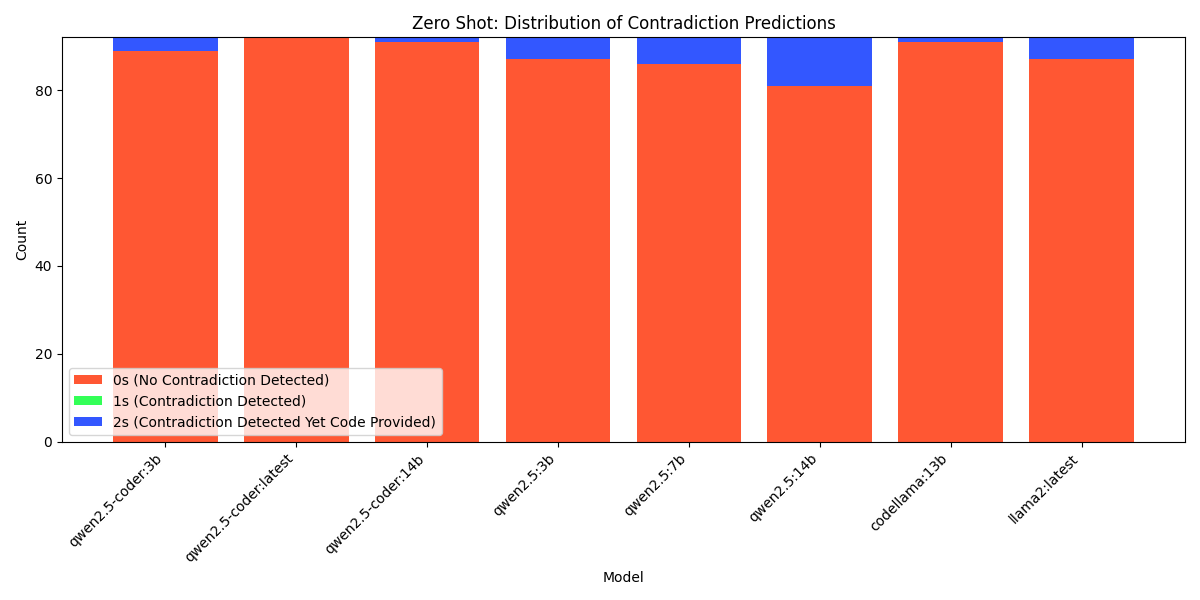 Zero Shot: Distribution of Contradiction Predictions
Count
80
60
40
20
0
0s (No Contradiction Detected)
1s (Contradiction Detected)
2s (Contradiction Detected Yet Code Provided)
qwen2.5-coder:3b
qwen2.5-coder:latest
qwen2.5-coder:14b
qwen2.5:3b
qwen2.5:7b
qwen2.5:14b
codellama:13b
llama2:latest
Model